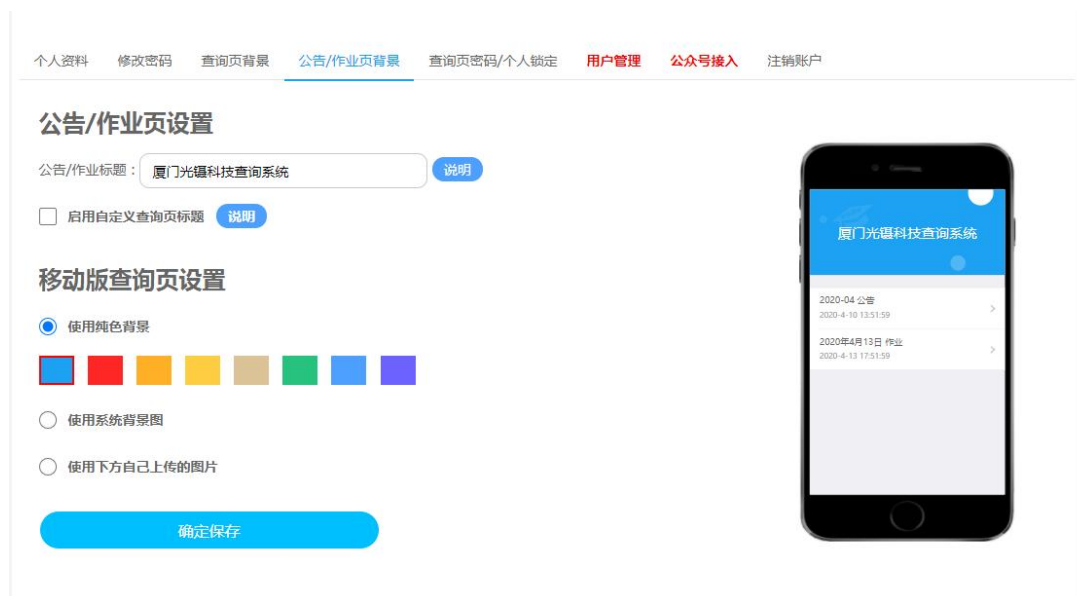 个人资料 修改密码 查询页背景 公告/作业页背景 查询页密码/个人锁定 用户管理 公众号接入 注销账户
公告/作业页设置
公告/作业标题： 厦门光镊科技查询系统 说明
启用自定义查询页标题 说明
移动版查询页设置
使用纯色背景
使用系统背景图
使用下方自己上传的图片
确定保存
厦门光镊科技查询系统
2020-04 公告
2020-4-10 13:51:59
2020年4月13日 作业
2020-4-13 17:51:59